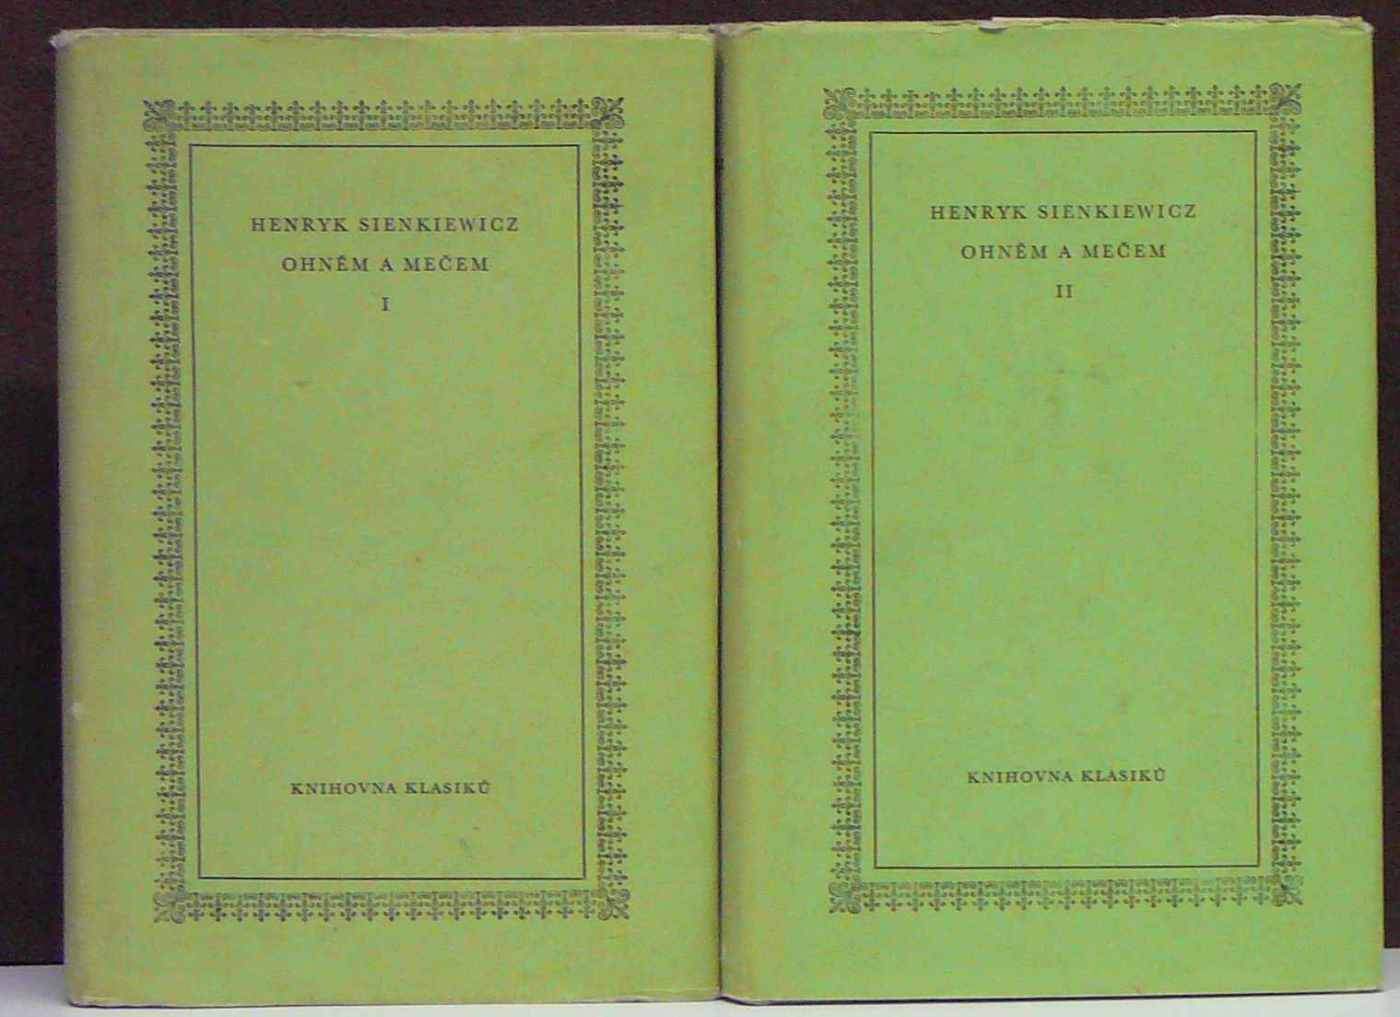 HENRYK SIENKIEWICZ
OHNĚM A MEČEM
I
KNIHOVNA KLASIKŮ
HENRYK SIENKIEWICZ
OHNĚM A MEČEM
II
KNIHOVNA KLASIKŮ